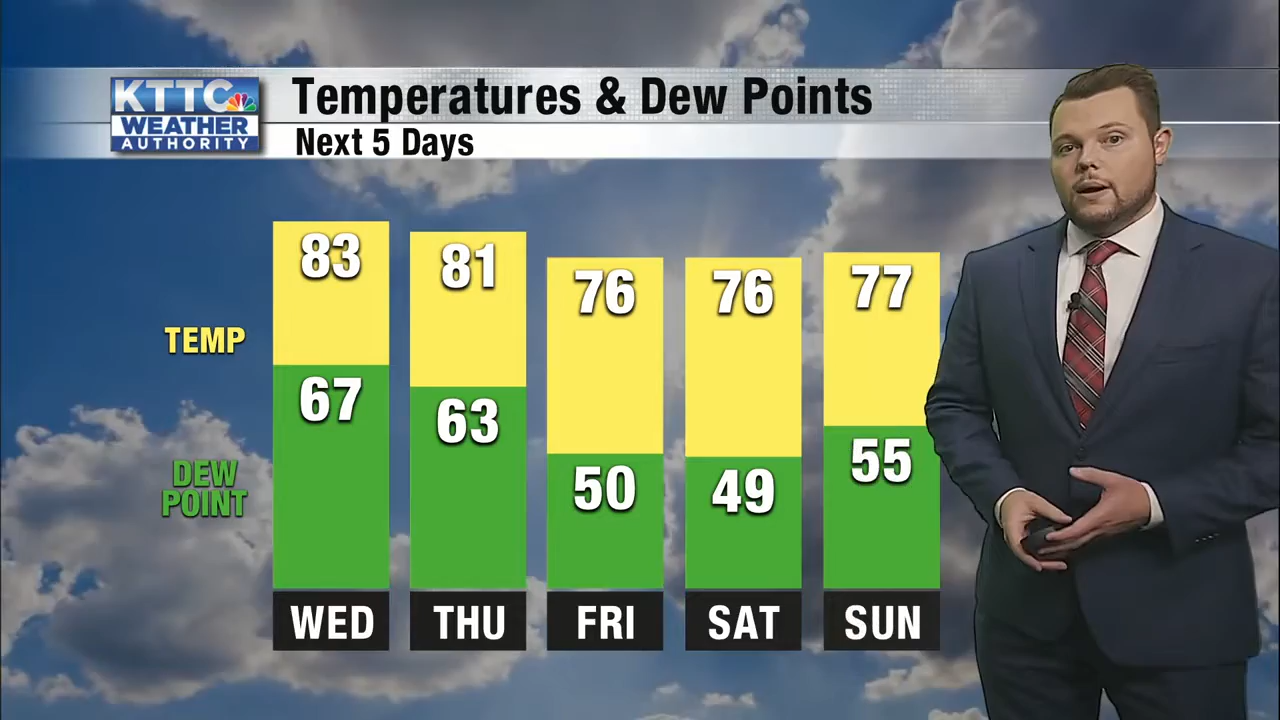 KTTC
WEATHER
AUTHORITY
Temperatures & Dew Points
Next 5 Days
TEMP
DEW
POINT
83 81 76 76 77
67 63 50 49 55
WED THU FRI SAT SUN